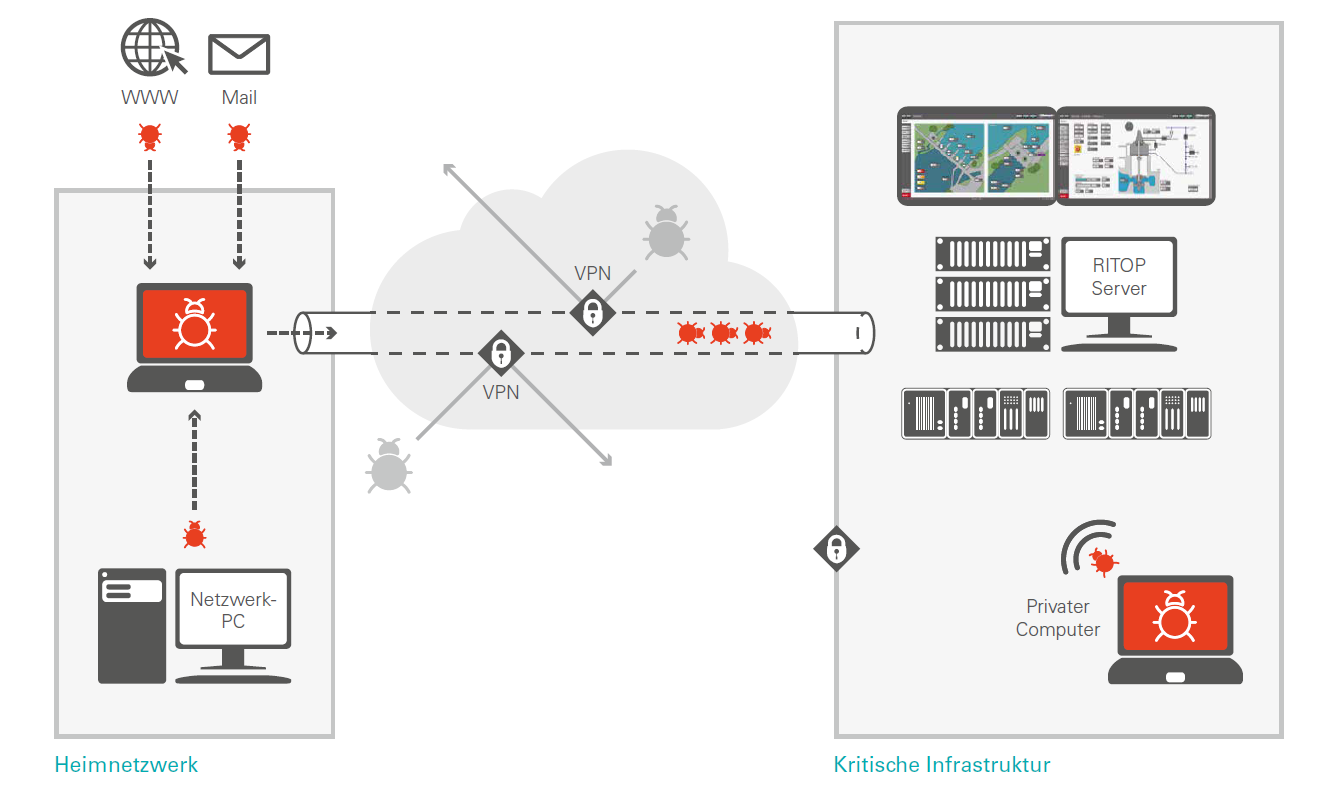 WWW
Mail
VPN
VPN
RITOP
Server
Netzwerk-
PC
Privater
Computer
Heimnetzwerk
Kritische Infrastruktur